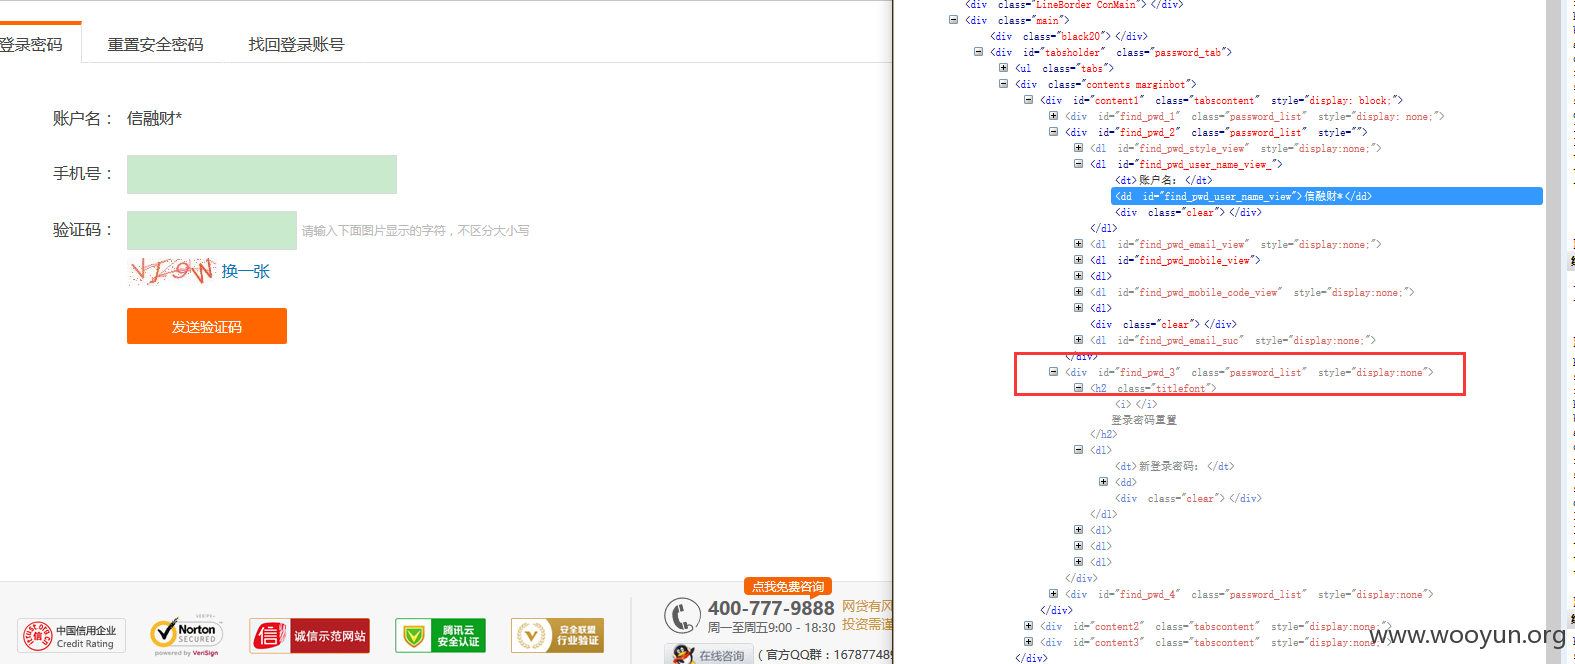 登录密码 重置安全密码 找回登录账号
账户名： 信融财*
手机号：
验证码： 请输入下面图片显示的字符，不区分大小写
换一张
发送验证码
点我免费咨询
中国信用企业
Credit Rating
Norton
SECURED
powered by VeriSign
信 诚信示范网站
腾讯云
安全认证
安全联盟
行业验证
400-777-9888
周一至周五9:00 - 18:30
网贷有风
投资需谨
在线咨询 ( 官方QQ群：167877489
<div class="LineBorder ConMain"></div>
<div class="main">
<div class="black20"></div>
<div id="tabsholder" class="password_tab">
<ul class="tabs">
<div class="contents marginbot">
<div id="content1" class="tabscontent" style="display: block;">
<div id="find_pwd_1" class="password_list" style="display: none;">
<div id="find_pwd_2" class="password_list" style="">
<dl id="find_pwd_style_view" style="display:none;">
<dl id="find_pwd_user_name_view_">
<dt>账户名：</dt>
<dd id="find_pwd_user_name_view">信融财*</dd>
<div class="clear"></div>
</dl>
<dl id="find_pwd_email_view" style="display:none;">
<dl id="find_pwd_mobile_view">
<dl>
<dl id="find_pwd_mobile_code_view" style="display:none;">
<dl>
<div class="clear"></div>
<dl id="find_pwd_email_suc" style="display:none;">
</div>
<div id="find_pwd_3" class="password_list" style="display:none">
<h2 class="titlefont">
<i></i>
登录密码重置
</h2>
<dl>
<dt>新登录密码：</dt>
<dd>
<div class="clear"></div>
</dl>
<dl>
<dl>
<dl>
</div>
<div id="find_pwd_4" class="password_list" style="display:none">
</div>
<div id="content2" class="tabscontent" style="display:none;">
<div id="content3" class="tabscontent" style="display:none;">
</div>
www.wooyun.org